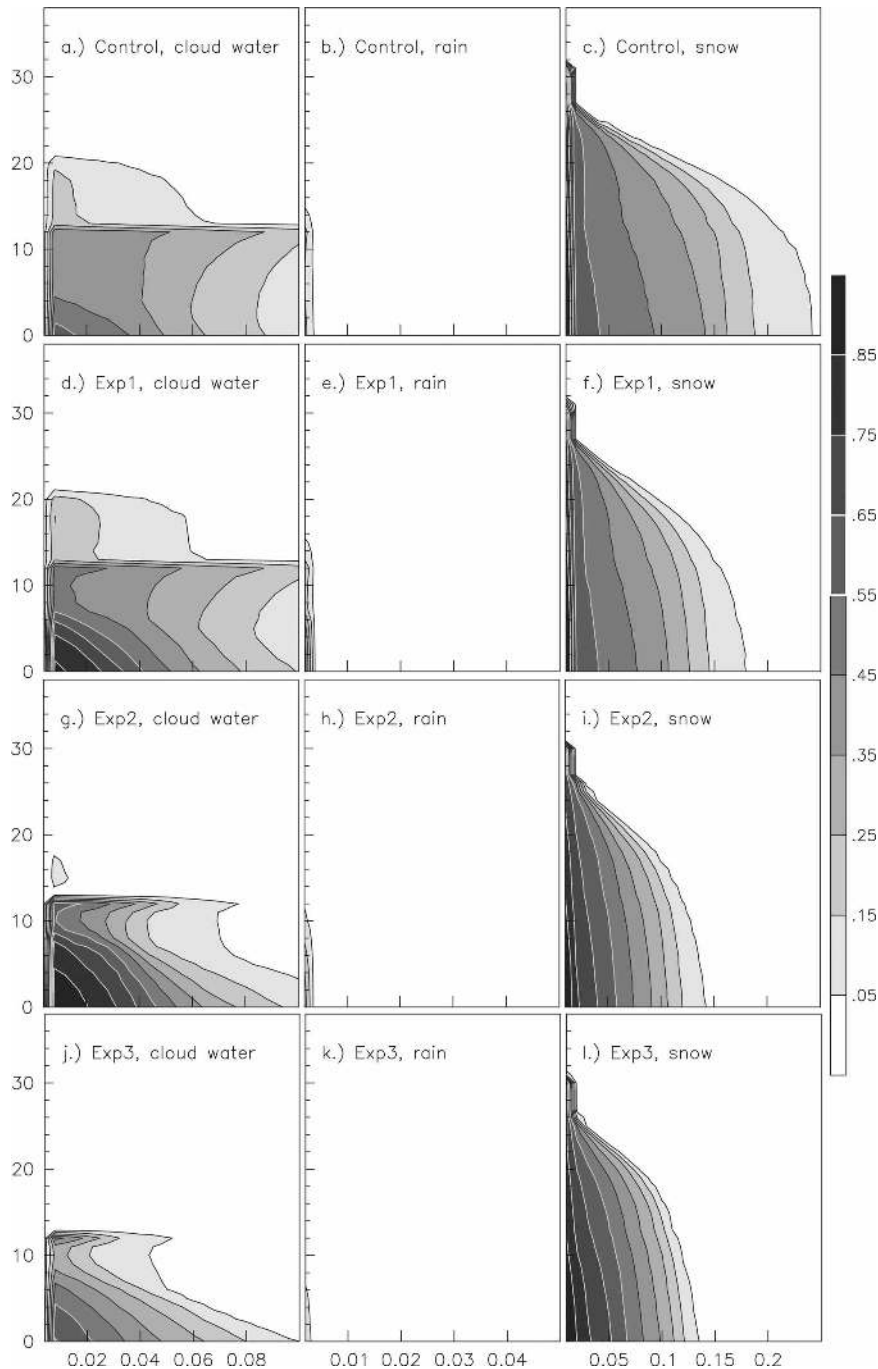 a.) Control, cloud water
b.) Control, rain
c.) Control, snow
30
20
10
0
d.) Exp1, cloud water
e.) Exp1, rain
f.) Exp1, snow
30
20
10
0
g.) Exp2, cloud water
h.) Exp2, rain
i.) Exp2, snow
30
20
10
0
j.) Exp3, cloud water
k.) Exp3, rain
l.) Exp3, snow
30
20
10
0
0.02 0.04 0.06 0.08
0.01 0.02 0.03 0.04
0.05 0.1 0.15 0.2
.85
.75
.65
.55
.45
.35
.25
.15
.05